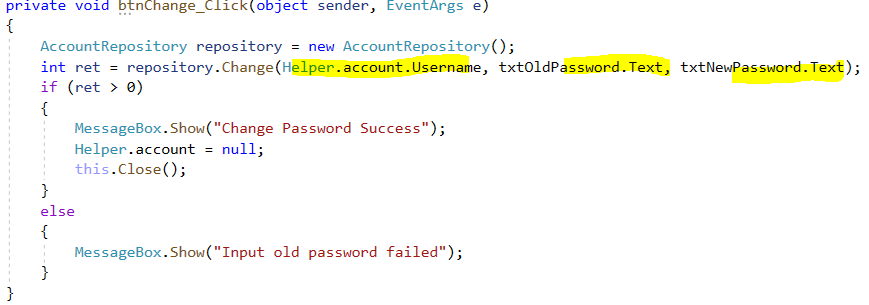 private void btnChange_Click(object sender, EventArgs e)
{
AccountRepository repository = new AccountRepository();
int ret = repository.Change(Helper.account.Username, txtOldPassword.Text, txtNewPassword.Text);
if (ret > 0)
{
MessageBox.Show("Change Password Success");
Helper.account = null;
this.Close();
}
else
{
MessageBox.Show("Input old password failed");
}
}